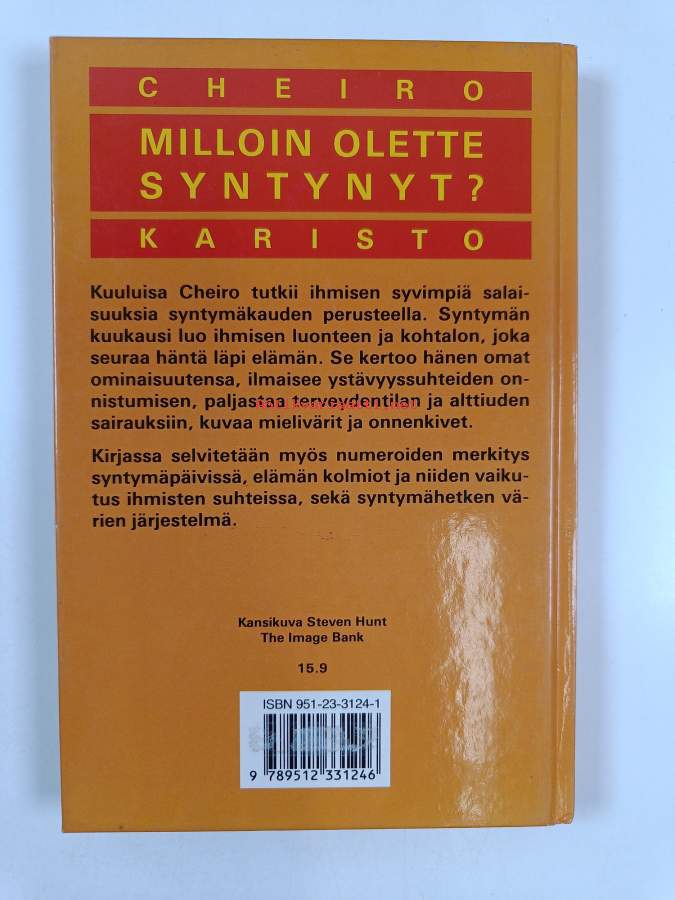 CHEIRO
MILLOIN OLETTE
SYNTYNYT?
KARISTO
Kuuluisa Cheiro tutkii ihmisen syvimpiä salai-
suuksia syntymäkauden perusteella. Syntymän
kuukausi luo ihmisen luonteen ja kohtalon, joka
seuraa häntä läpi elämän. Se kertoo hänen omat
ominaisuutensa, ilmaisee ystävyyssuhteiden on-
nistumisen, paljastaa terveydentilan ja alttiuden
sairauksiin, kuvaa mielivärit ja onnenkivet.
Kirjassa selvitetään myös numeroiden merkitys
syntymäpäivissä, elämän kolmiot ja niiden vaiku-
tus ihmisten suhteissa, sekä syntymähetken vä-
rien järjestelmä.
Kansikuva Steven Hunt
The Image Bank
15.9
ISBN 951-23-3124-1
9 789512 331246